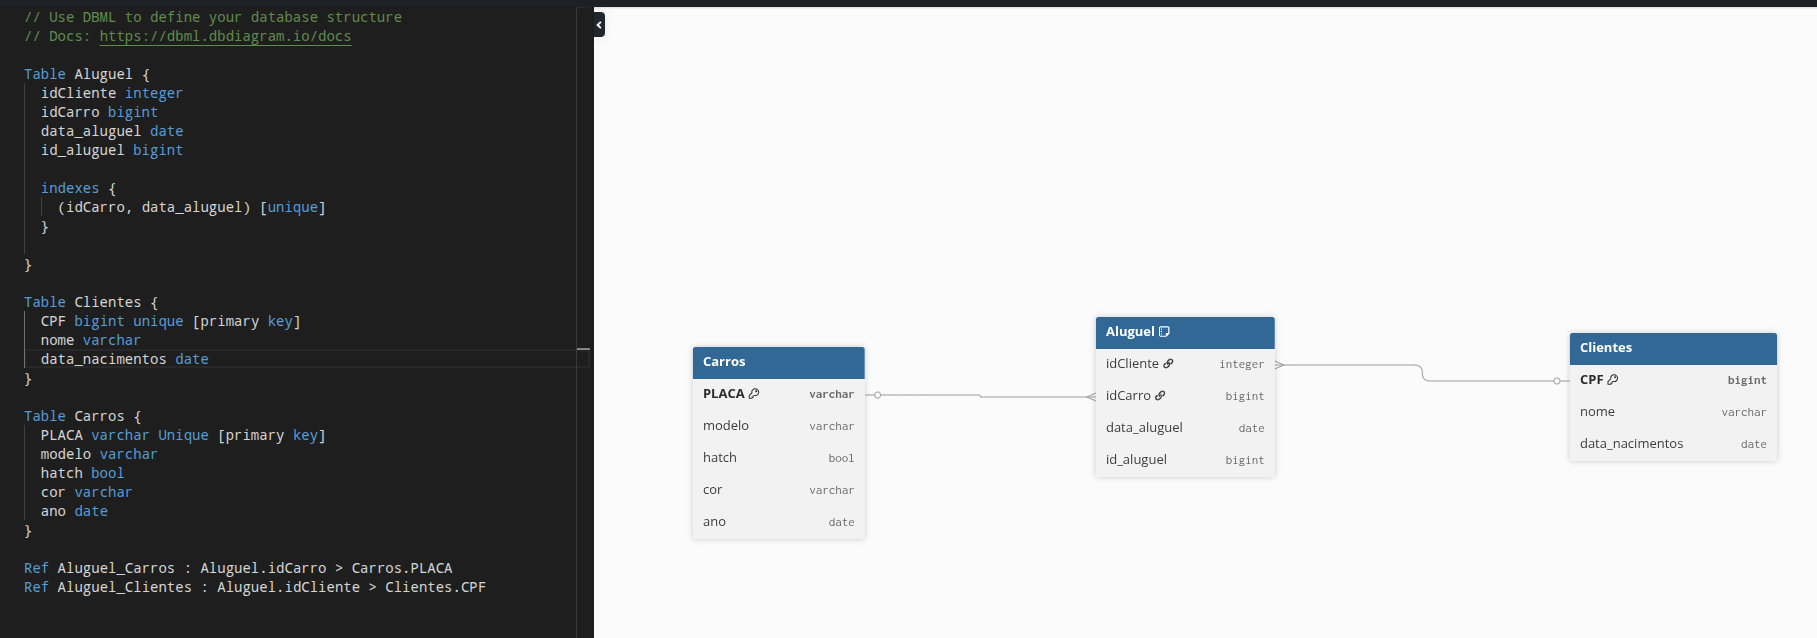 // Use DBML to define your database structure
// Docs: https://dbml.dbdiagram.io/docs
Table Aluguel {
idCliente integer
idCarro bigint
data_aluguel date
id_aluguel bigint
indexes {
(idCarro, data_aluguel) [unique]
}
}
Table Clientes {
CPF bigint unique [primary key]
nome varchar
data_nacimentos date
}
Table Carros {
PLACA varchar Unique [primary key]
modelo varchar
hatch bool
cor varchar
ano date
}
Ref Aluguel_Carros : Aluguel.idCarro > Carros.PLACA
Ref Aluguel_Clientes : Aluguel.idCliente > Clientes.CPF
Carros
PLACA varchar
modelo varchar
hatch bool
cor varchar
ano date
Aluguel
idCliente integer
idCarro bigint
data_aluguel date
id_aluguel bigint
Clientes
CPF bigint
nome varchar
data_nacimentos date